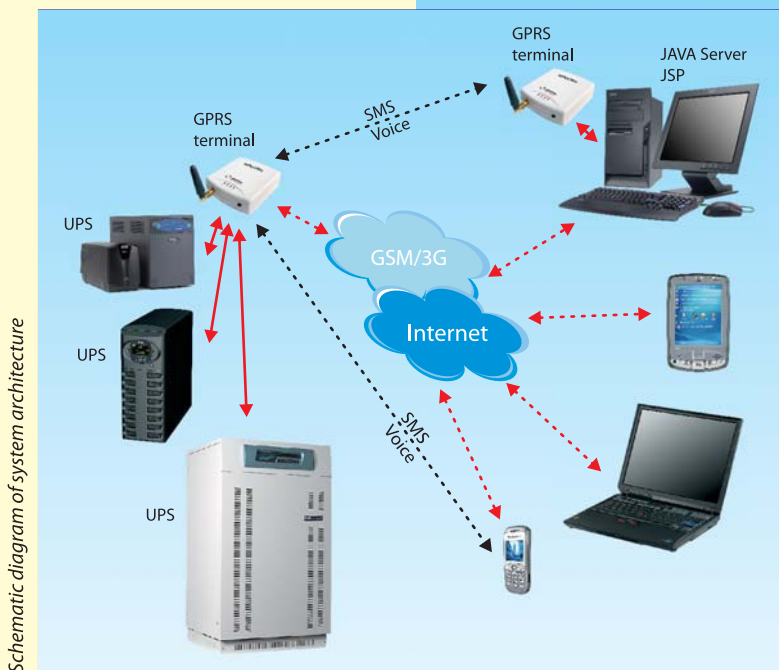 GPRS
terminal
JAVA Server
JSP
GPRS
terminal
SMS
Voice
UPS
GSM/3G
Internet
UPS
SMS
Voice
UPS
Schematic diagram of system architecture